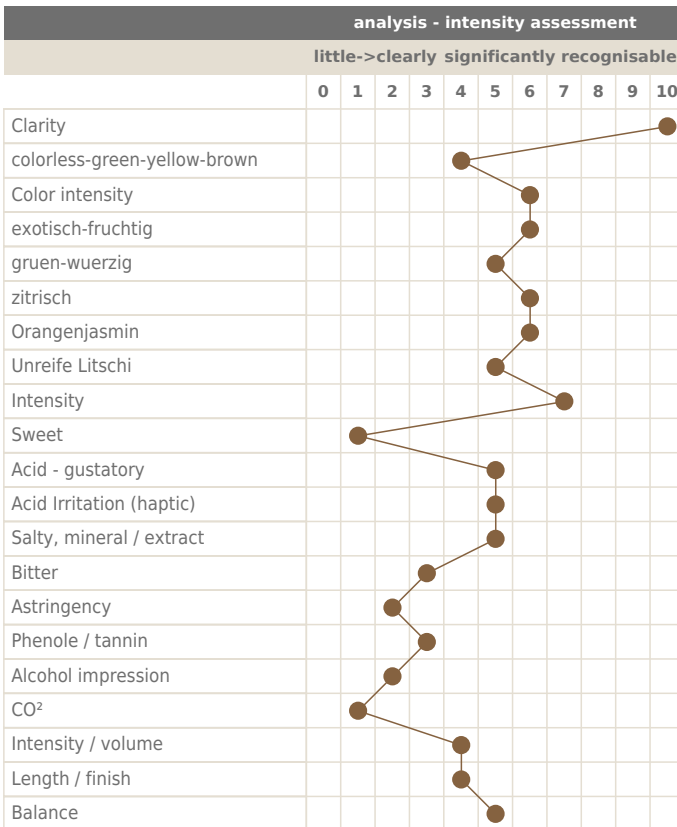 analysis - intensity assessment
little->clearly significantly recognisable
0 1 2 3 4 5 6 7 8 9 10
Clarity
colorless-green-yellow-brown
Color intensity
exotisch-fruchtig
gruen-wuerzig
zitrisch
Orangenjasmin
Unreife Litschi
Intensity
Sweet
Acid - gustatory
Acid Irritation (haptic)
Salty, mineral / extract
Bitter
Astringency
Phenole / tannin
Alcohol impression
CO²
Intensity / volume
Length / finish
Balance